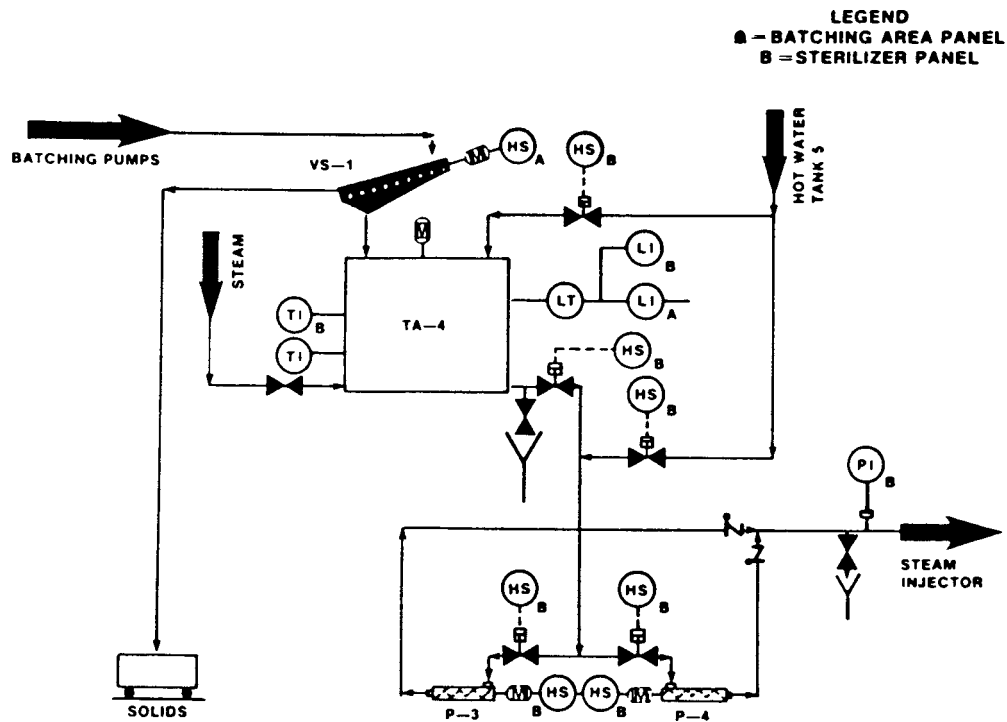 LEGEND
A - BATCHING AREA PANEL
B = STERILIZER PANEL
BATCHING PUMPS
VS-1
HS
A
HS
B
HOT WATER
TANK 5
STEAM
M
LI
B
TI
B
TA-4
LT
LI
A
TI
HS
B
HS
B
PI
B
STEAM
INJECTOR
HS
B
HS
B
SOLIDS
P-3
M
HS
B
HS
B
M
P-4